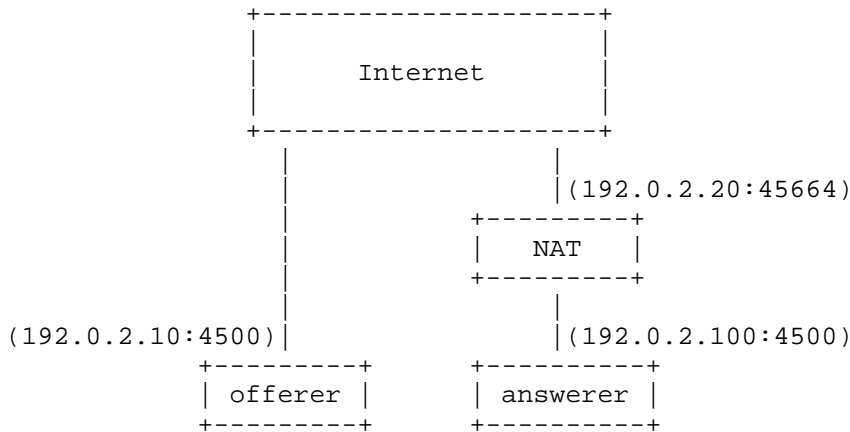 Internet
(192.0.2.20:45664)
NAT
(192.0.2.10:4500) (192.0.2.100:4500)
offerer answerer